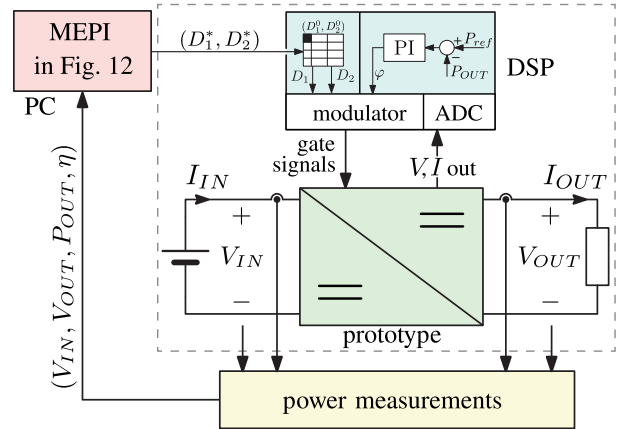 MEPI
in Fig. 12
PC
(D₁*, D₂*)
(D₁⁰, D₂⁰)
D₁ D₂
φ
PI
+
P_ref
−
P_OUT
DSP
modulator
ADC
gate
signals
V, I out
I_IN
I_OUT
+
V_IN
−
+
V_OUT
−
prototype
(V_IN, V_OUT, P_OUT, η)
power measurements